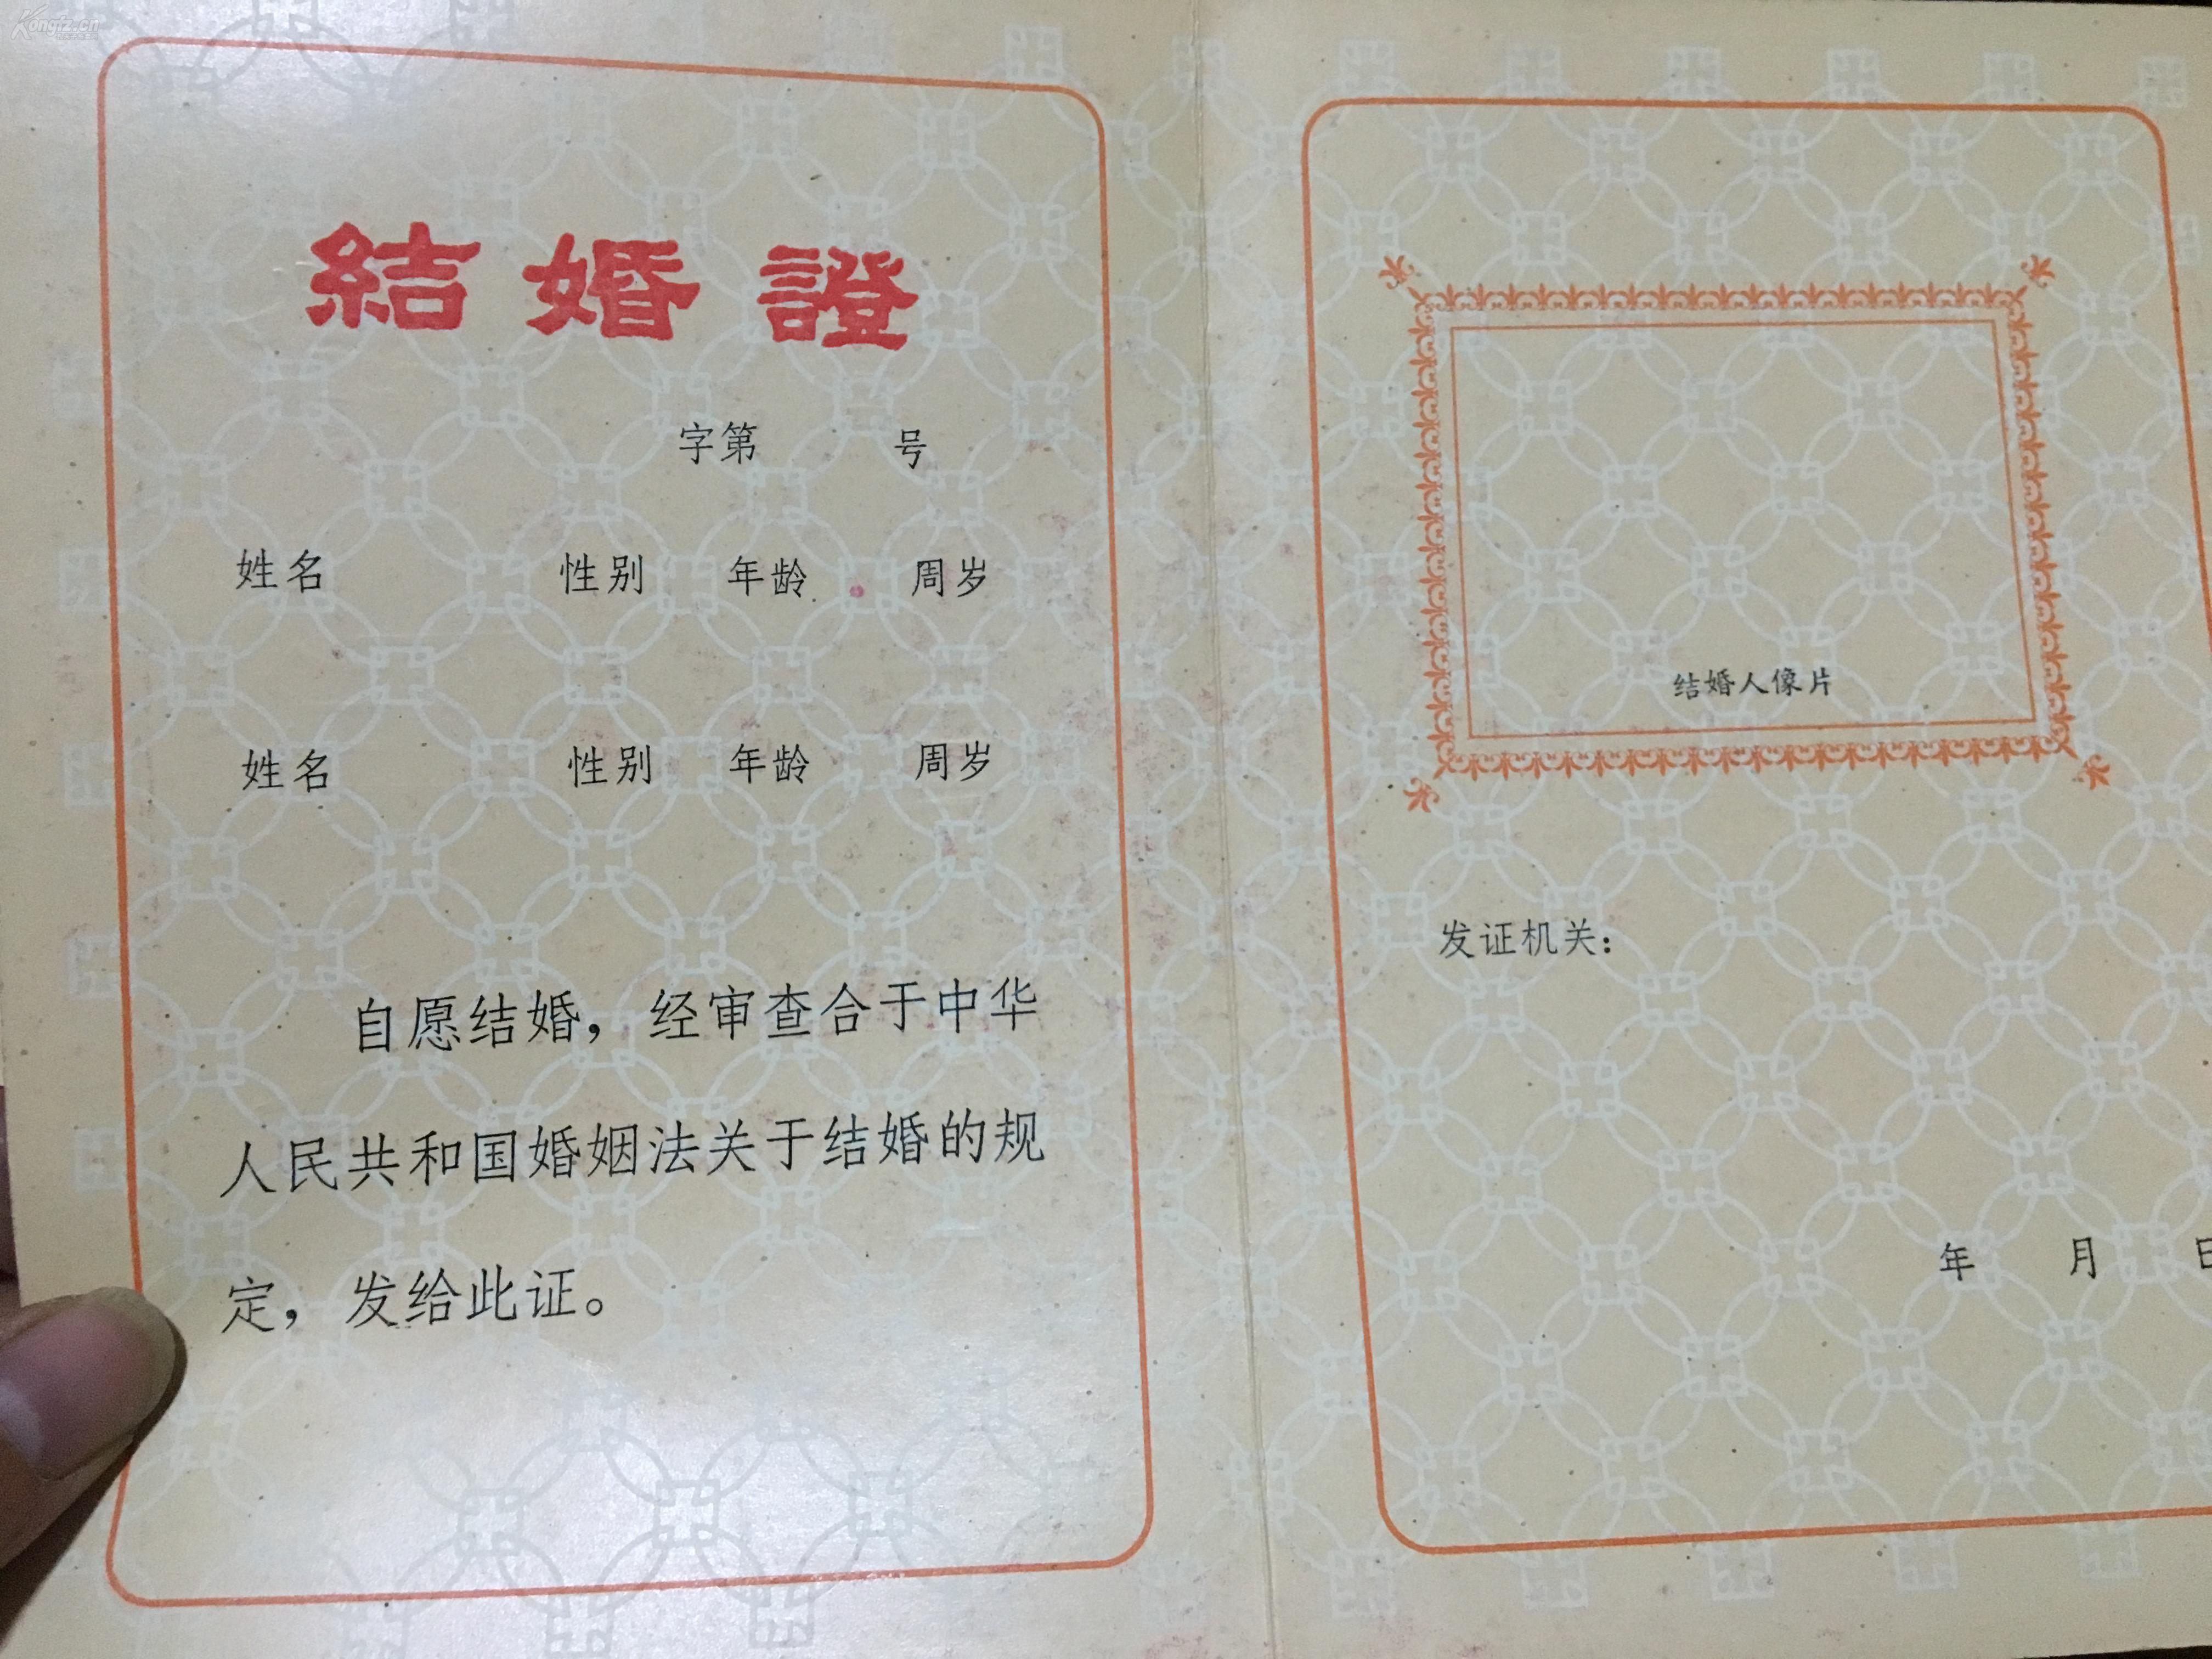 Kongfz.cn
結婚證
字第 号
姓名 性别 年龄 周岁
姓名 性别 年龄 周岁
自愿结婚，经审查合于中华
人民共和国婚姻法关于结婚的规
定，发给此证。
结婚人像片
发证机关：
年 月 日